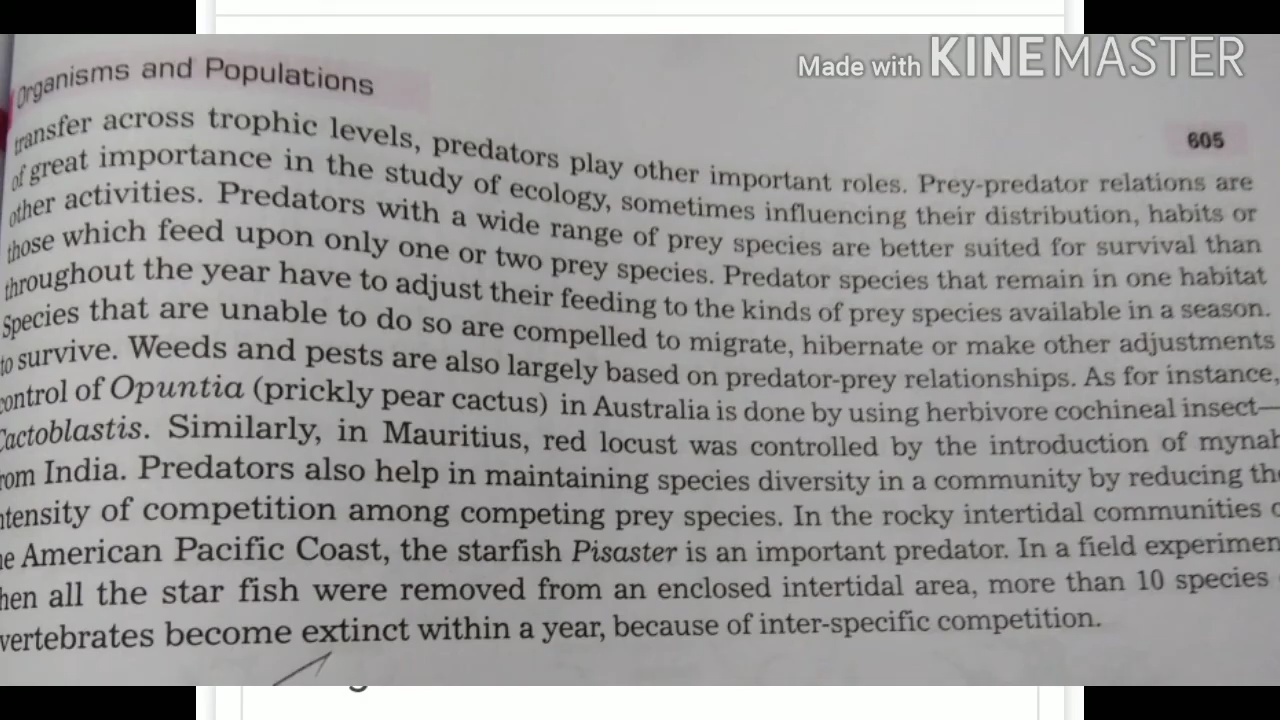 Made with KINEMASTER
Organisms and Populations
605
transfer across trophic levels, predators play other important roles. Prey-predator relations are
of great importance in the study of ecology, sometimes influencing their distribution, habits or
other activities. Predators with a wide range of prey species are better suited for survival than
those which feed upon only one or two prey species. Predator species that remain in one habitat
throughout the year have to adjust their feeding to the kinds of prey species available in a season.
Species that are unable to do so are compelled to migrate, hibernate or make other adjustments
to survive. Weeds and pests are also largely based on predator-prey relationships. As for instance,
control of Opuntia (prickly pear cactus) in Australia is done by using herbivore cochineal insect—
Cactoblastis. Similarly, in Mauritius, red locust was controlled by the introduction of mynah
rom India. Predators also help in maintaining species diversity in a community by reducing the
ntensity of competition among competing prey species. In the rocky intertidal communities o
e American Pacific Coast, the starfish Pisaster is an important predator. In a field experimen
hen all the star fish were removed from an enclosed intertidal area, more than 10 species
vertebrates become extinct within a year, because of inter-specific competition.